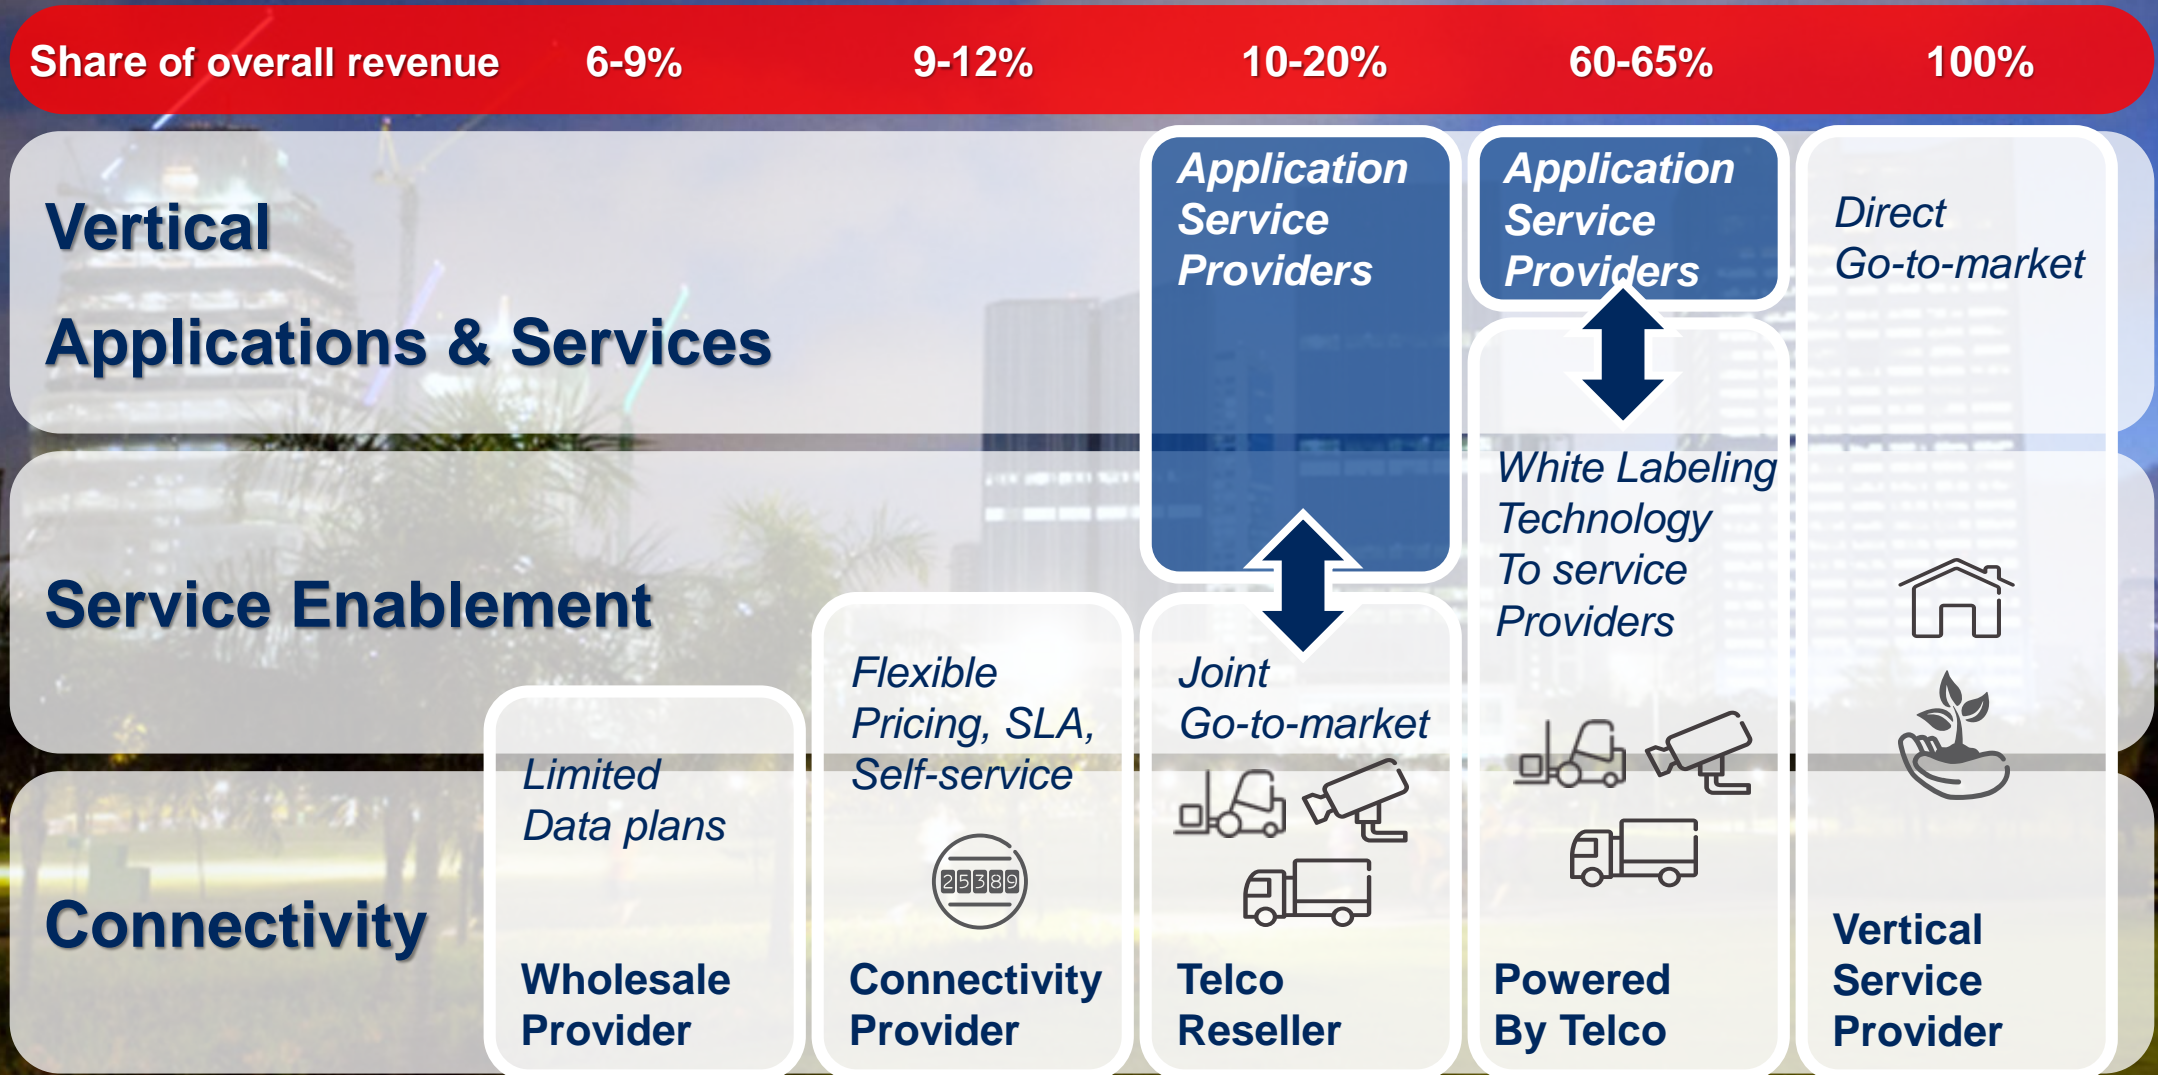 Share of overall revenue 6-9% 9-12% 10-20% 60-65% 100%
Vertical
Applications & Services
Service Enablement
Connectivity
Limited
Data plans
Wholesale
Provider
Flexible
Pricing, SLA,
Self-service
25389
Connectivity
Provider
Application
Service
Providers
Joint
Go-to-market
Telco
Reseller
Application
Service
Providers
White Labeling
Technology
To service
Providers
Powered
By Telco
Direct
Go-to-market
Vertical
Service
Provider